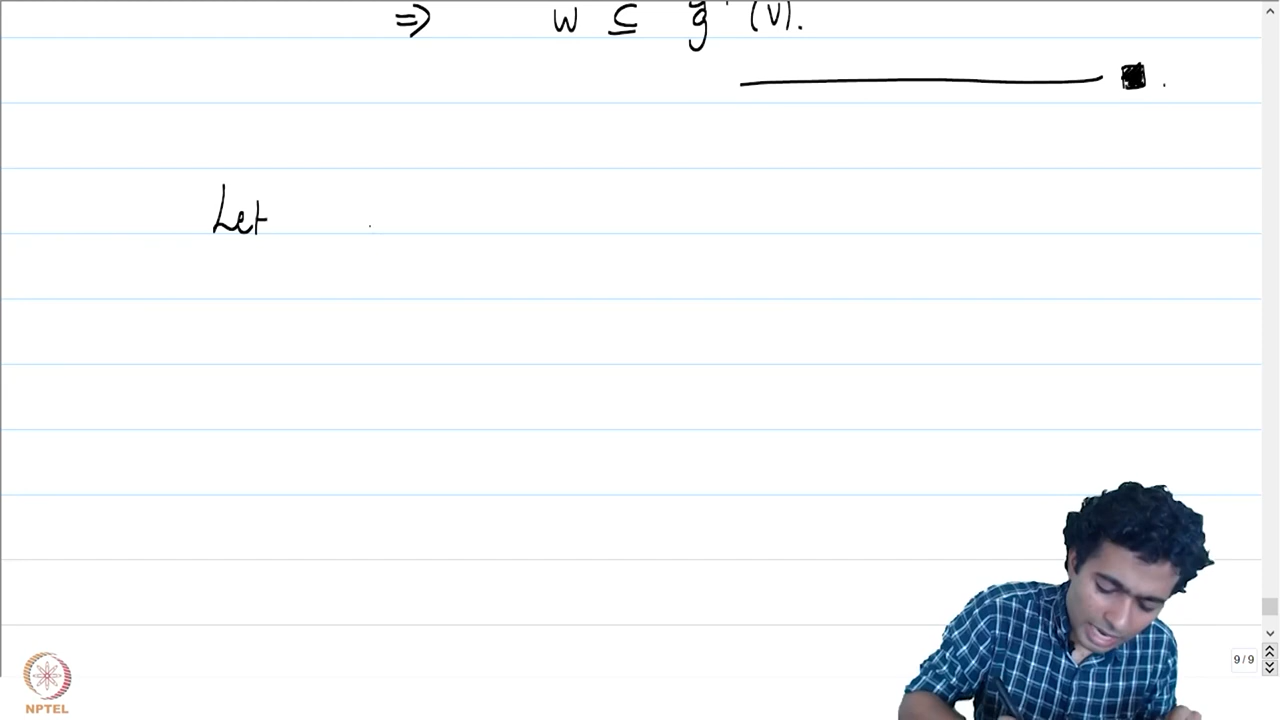 ⇒ W ⊆ g⁻¹(V).
Let
9 / 9
NPTEL